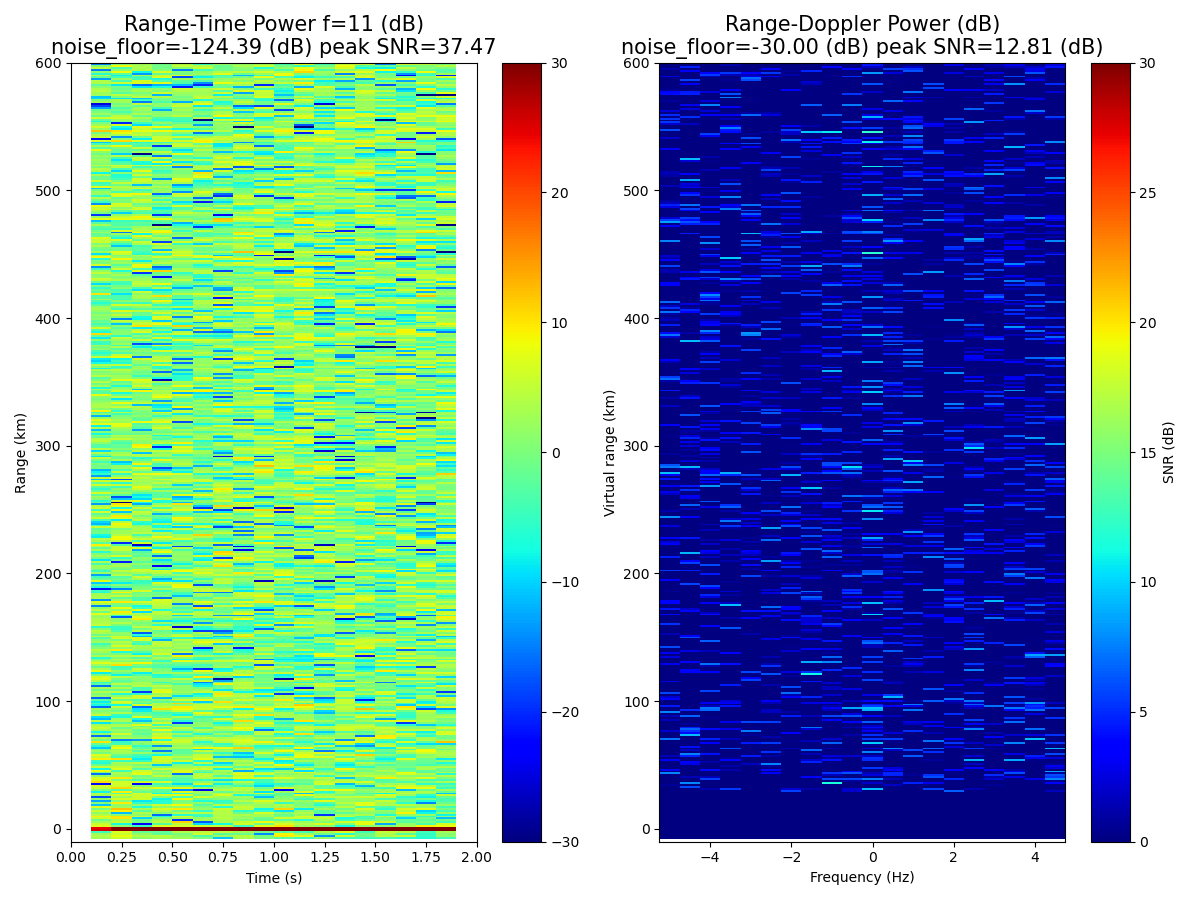 Range-Time Power f=11 (dB)
noise_floor=-124.39 (dB) peak SNR=37.47
600
500
400
300
200
100
0
Range (km)
0.00 0.25 0.50 0.75 1.00 1.25 1.50 1.75 2.00
Time (s)
30
20
10
0
−10
−20
−30
Range-Doppler Power (dB)
noise_floor=-30.00 (dB) peak SNR=12.81 (dB)
600
500
400
300
200
100
0
Virtual range (km)
−4 −2 0 2 4
Frequency (Hz)
30
25
20
15
10
5
0
SNR (dB)